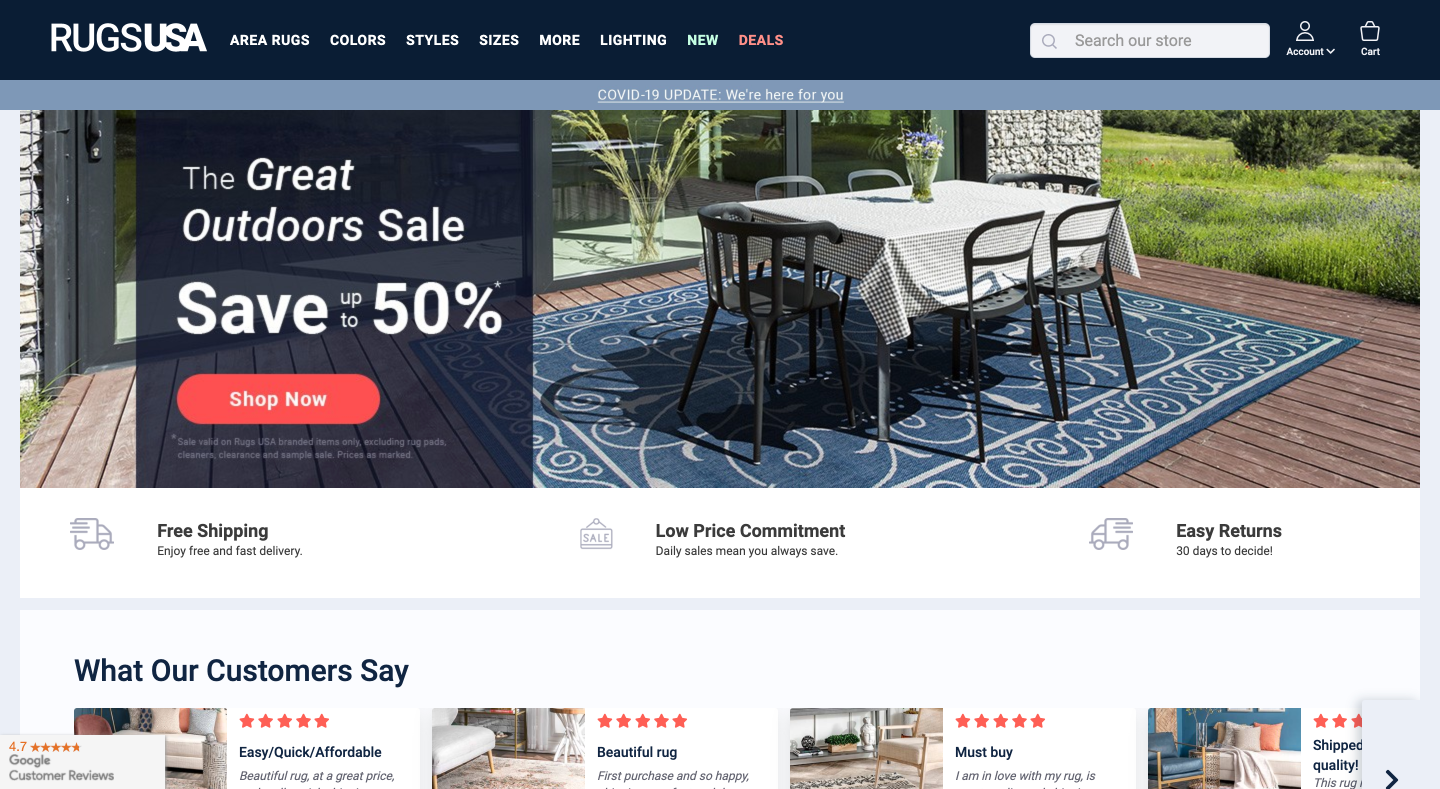 RUGSUSA AREA RUGS COLORS STYLES SIZES MORE LIGHTING NEW DEALS Search our store Account Cart
COVID-19 UPDATE: We're here for you
The Great
Outdoors Sale
Save up to 50%*
Shop Now
*Sale valid on Rugs USA branded items only, excluding rug pads,
cleaners, clearance and sample sale. Prices as marked.
Free Shipping
Enjoy free and fast delivery.
SALE
Low Price Commitment
Daily sales mean you always save.
Easy Returns
30 days to decide!
What Our Customers Say
Easy/Quick/Affordable
Beautiful rug, at a great price,
Beautiful rug
First purchase and so happy,
Must buy
I am in love with my rug, is
Shipped
quality!
This rug
4.7
Google
Customer Reviews